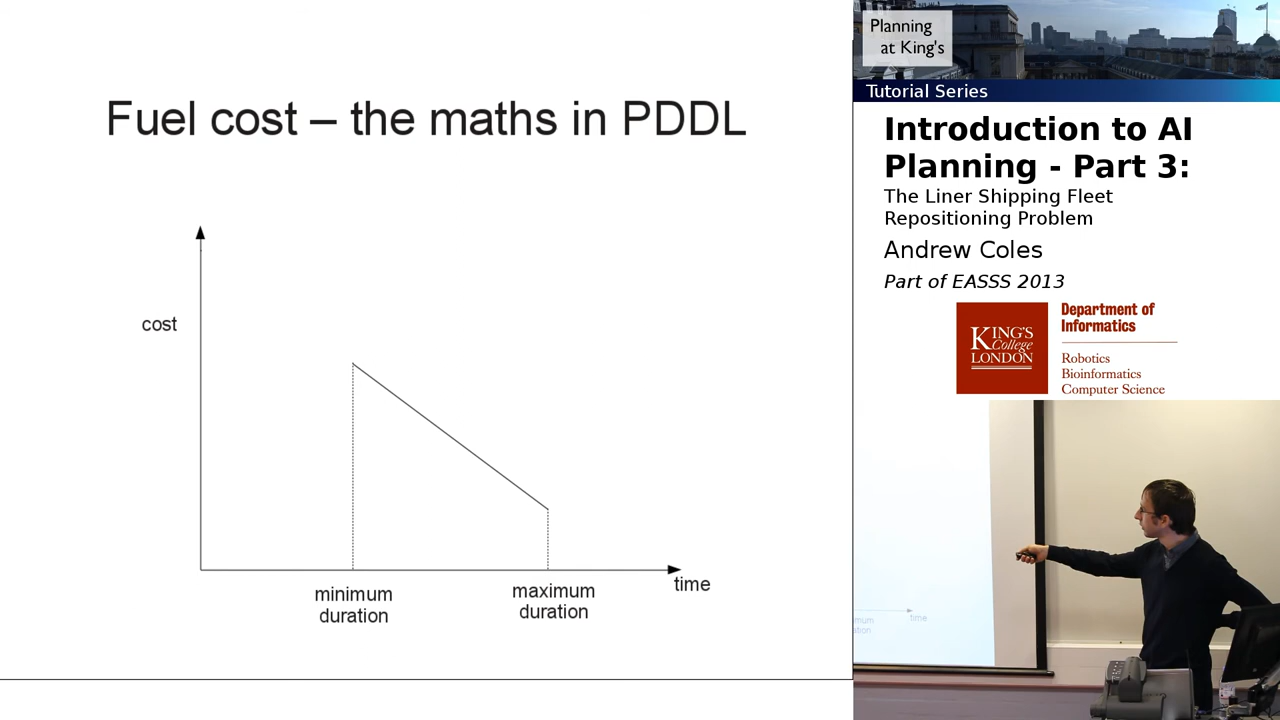 Fuel cost – the maths in PDDL
cost
time
minimum
duration
maximum
duration
Planning
at King's
Tutorial Series
Introduction to AI
Planning - Part 3:
The Liner Shipping Fleet
Repositioning Problem
Andrew Coles
Part of EASSS 2013
KING'S
College
LONDON
Department of
Informatics
Robotics
Bioinformatics
Computer Science
time